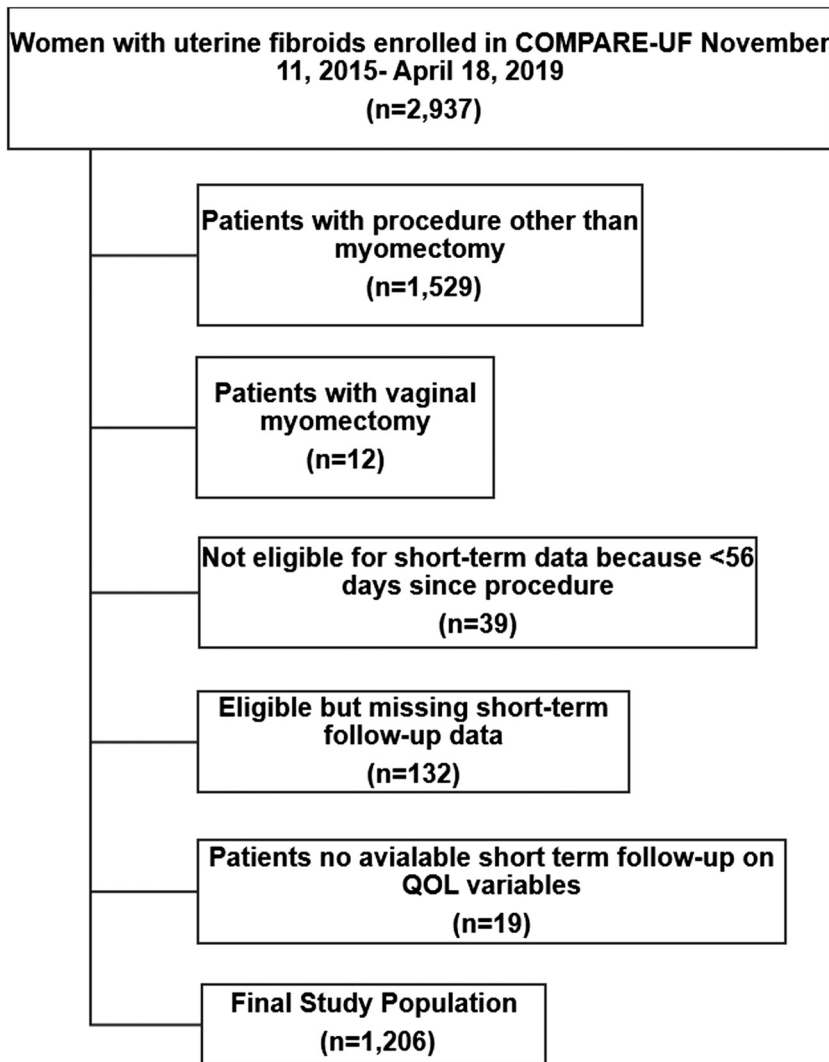 Women with uterine fibroids enrolled in COMPARE-UF November
11, 2015- April 18, 2019
(n=2,937)
Patients with procedure other than
myomectomy
(n=1,529)
Patients with vaginal
myomectomy
(n=12)
Not eligible for short-term data because <56
days since procedure
(n=39)
Eligible but missing short-term
follow-up data
(n=132)
Patients no avialable short term follow-up on
QOL variables
(n=19)
Final Study Population
(n=1,206)